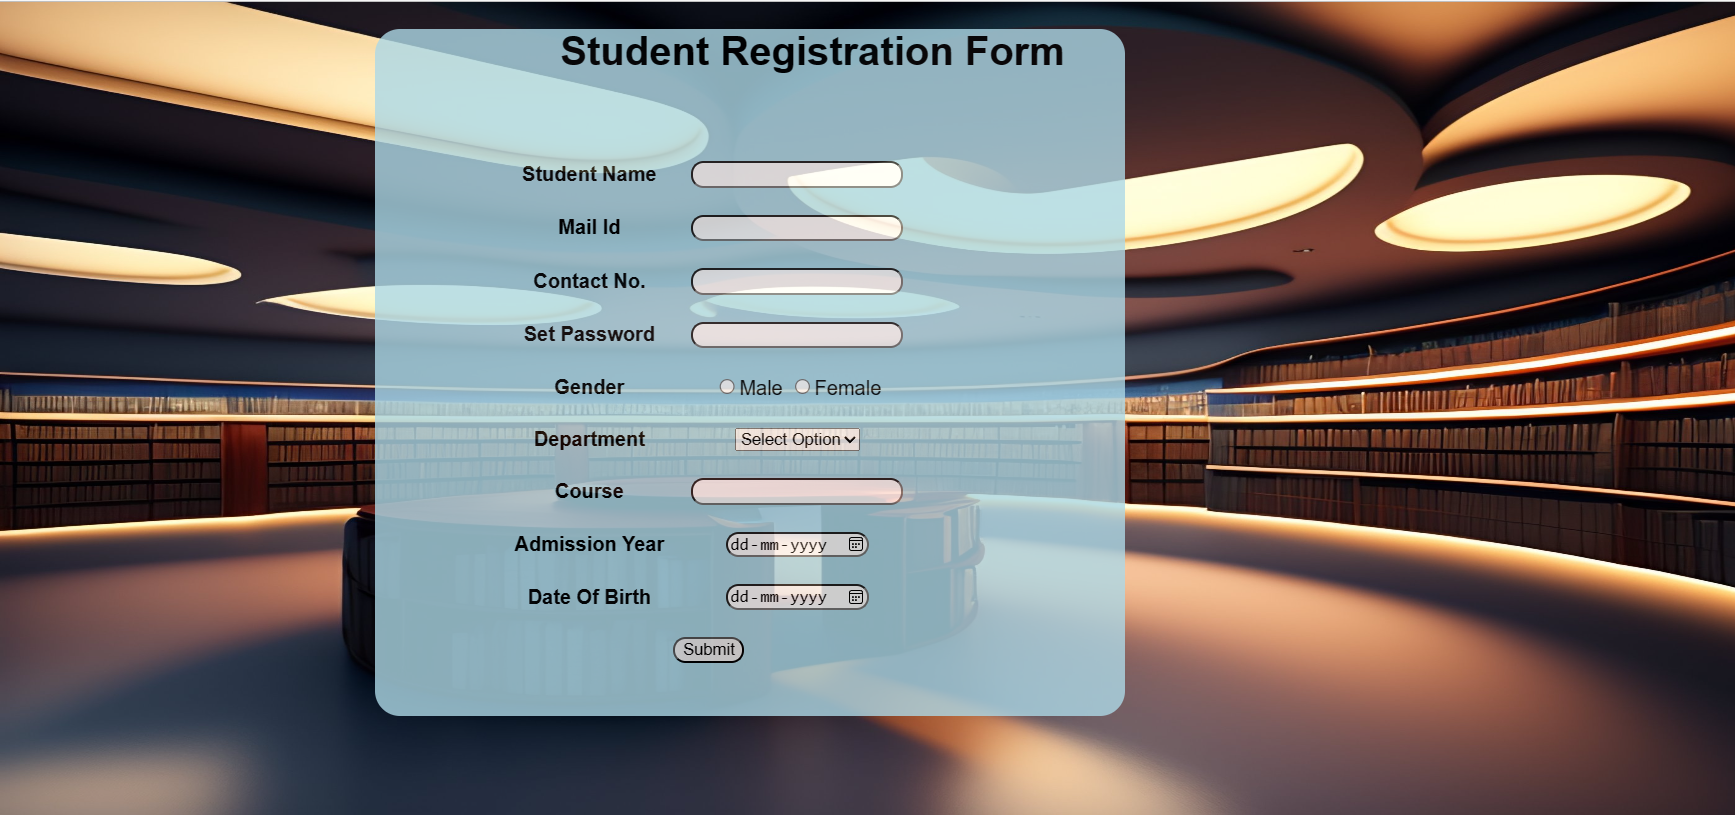 Student Registration Form
Student Name
Mail Id
Contact No.
Set Password
Gender Male Female
Department Select Option
Course
Admission Year dd-mm-yyyy
Date Of Birth dd-mm-yyyy
Submit